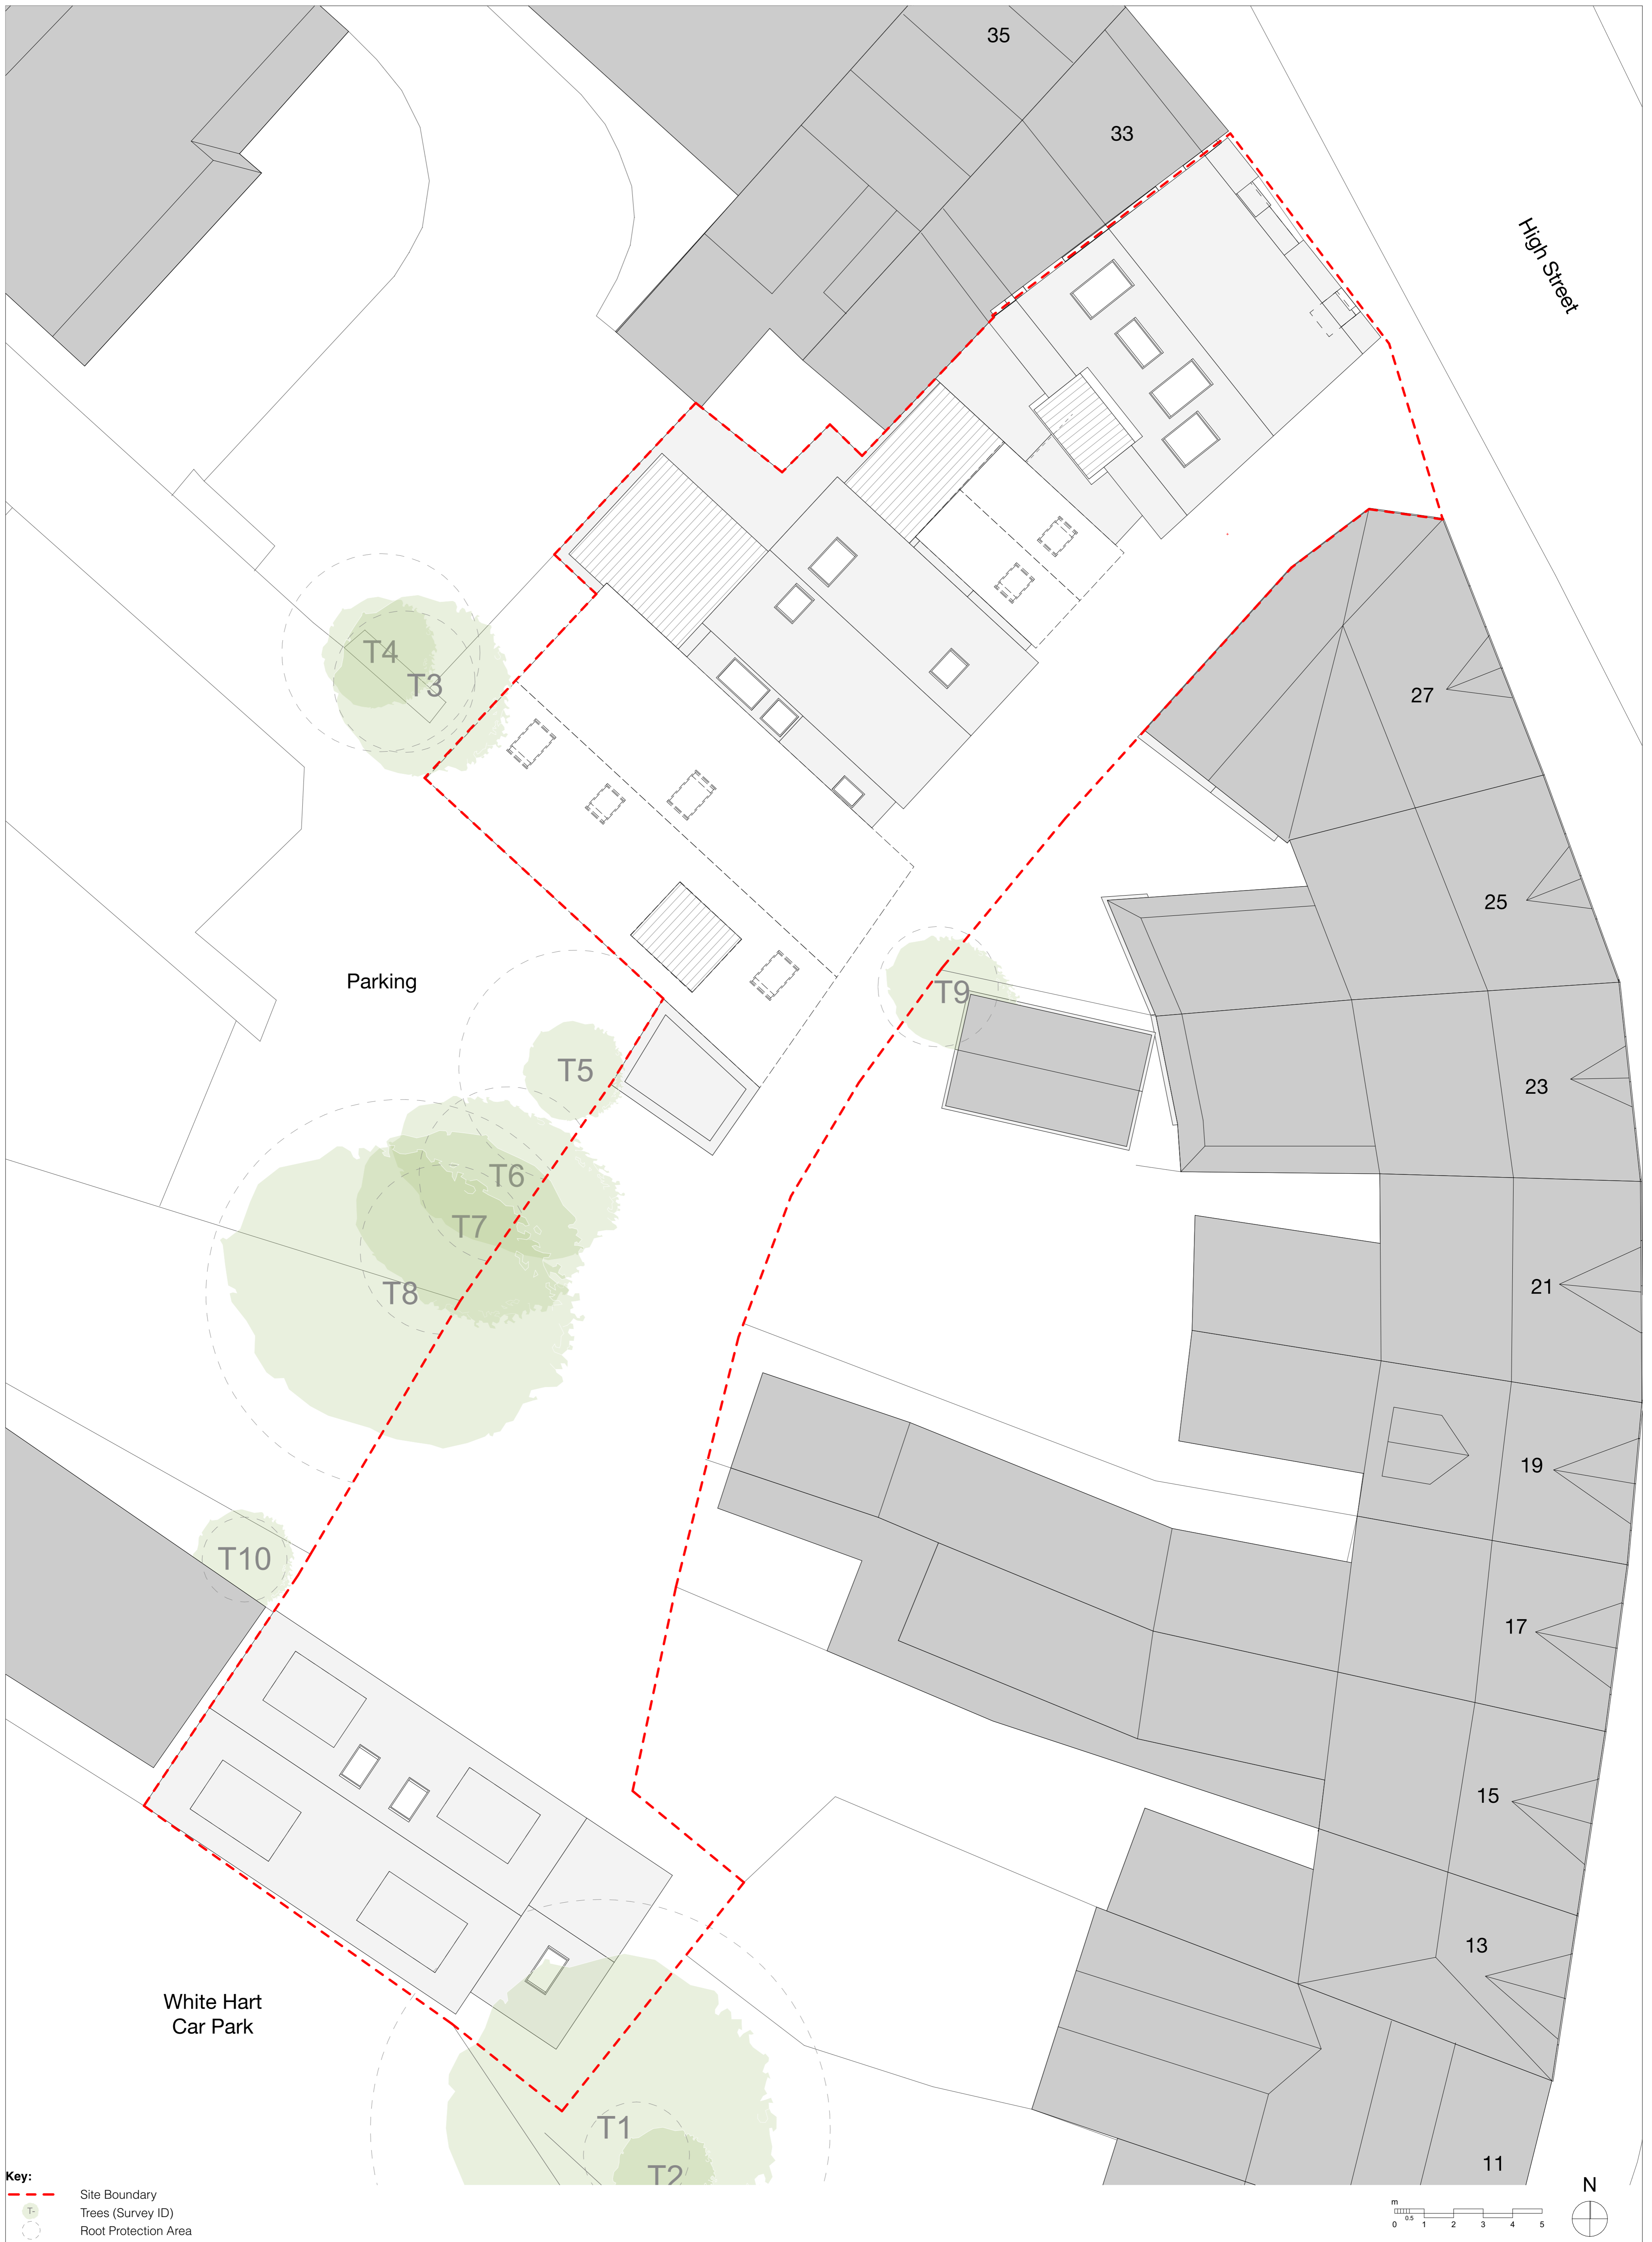 35
33
High Street
T4
T3
27
25
Parking
T9
T5
23
T6
T7
T8
21
19
T10
17
15
13
White Hart
Car Park
T1
T2
11
Key:
Site Boundary
T-
Trees (Survey ID)
Root Protection Area
m
0 0.5 1 2 3 4 5
N